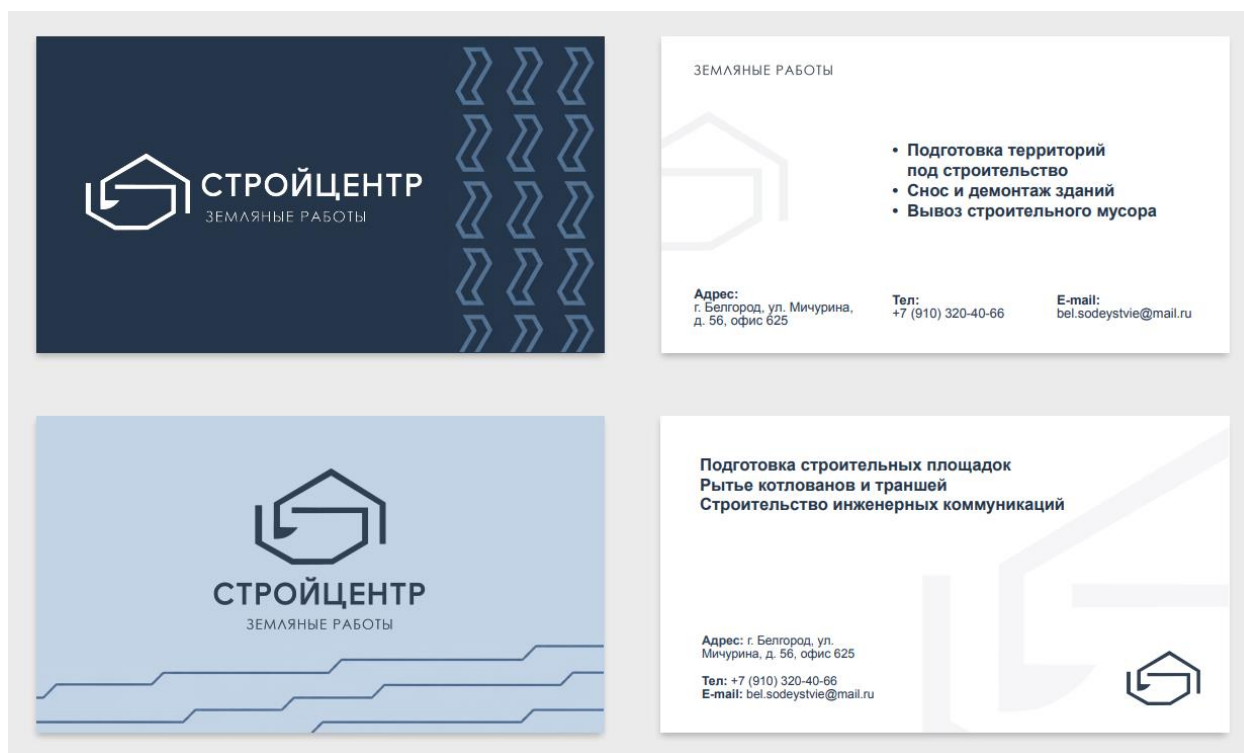 СТРОЙЦЕНТР
ЗЕМЛЯНЫЕ РАБОТЫ
ЗЕМЛЯНЫЕ РАБОТЫ
• Подготовка территорий
под строительство
• Снос и демонтаж зданий
• Вывоз строительного мусора
Адрес:
г. Белгород, ул. Мичурина,
д. 56, офис 625
Тел:
+7 (910) 320-40-66
E-mail:
bel.sodeystvie@mail.ru
СТРОЙЦЕНТР
ЗЕМЛЯНЫЕ РАБОТЫ
Подготовка строительных площадок
Рытье котлованов и траншей
Строительство инженерных коммуникаций
Адрес: г. Белгород, ул.
Мичурина, д. 56, офис 625
Тел: +7 (910) 320-40-66
E-mail: bel.sodeystvie@mail.ru